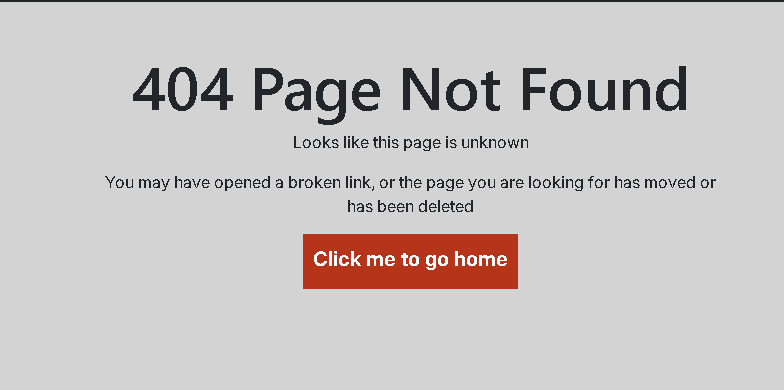 404 Page Not Found
Looks like this page is unknown
You may have opened a broken link, or the page you are looking for has moved or
has been deleted
Click me to go home